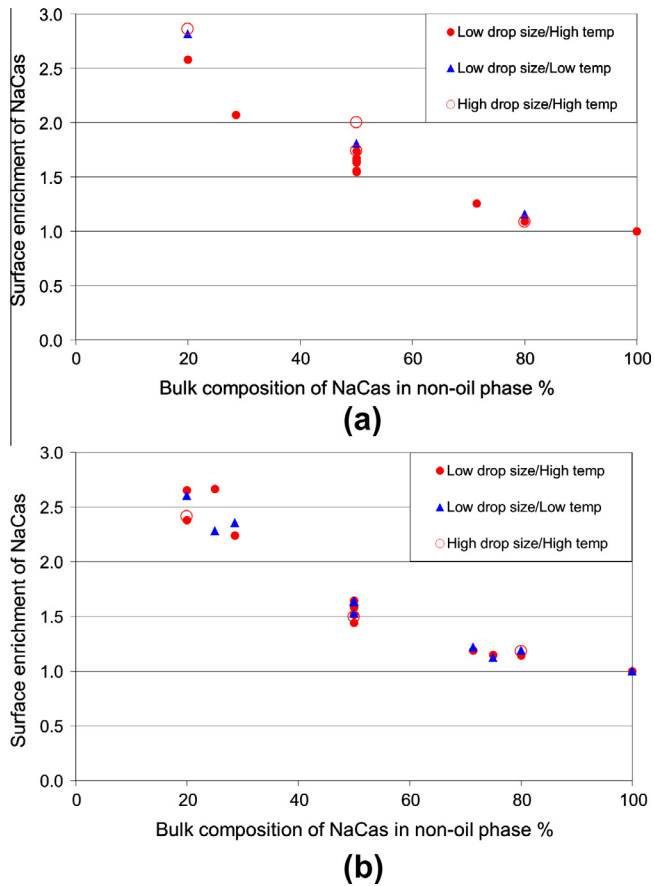 3.0
2.5
2.0
1.5
1.0
0.5
0.0
Surface enrichment of NaCas
Low drop size/High temp
Low drop size/Low temp
High drop size/High temp
0 20 40 60 80 100
Bulk composition of NaCas in non-oil phase %
(a)
3.0
2.5
2.0
1.5
1.0
0.5
0.0
Surface enrichment of NaCas
Low drop size/High temp
Low drop size/Low temp
High drop size/High temp
0 20 40 60 80 100
Bulk composition of NaCas in non-oil phase %
(b)